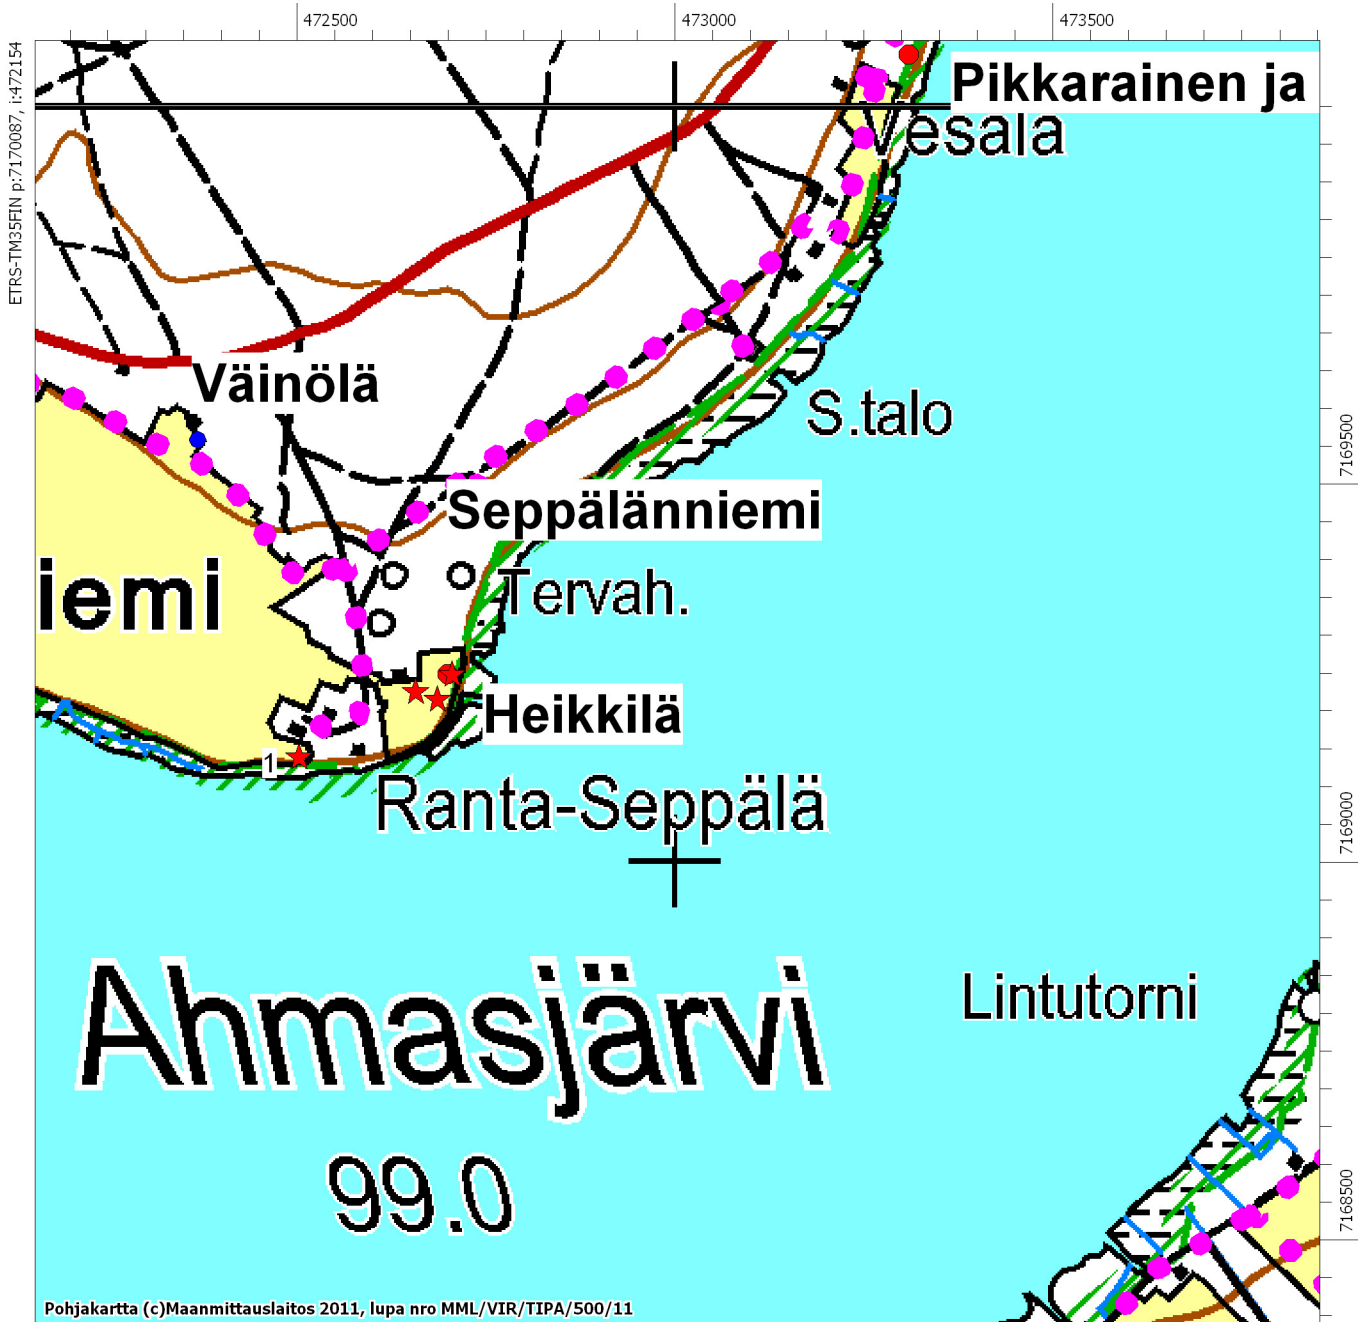 472500
473000
473500
ETRS-TM35FIN p:7170087, i:472154
Pikkarainen ja
Vesala
Väinölä
S.talo
7169500
Seppälänniemi
iemi
Tervah.
Heikkilä
1
Ranta-Seppälä
7169000
Ahmasjärvi
Lintutorni
99.0
7168500
Pohjakartta (c)Maanmittauslaitos 2011, lupa nro MML/VIR/TIPA/500/11